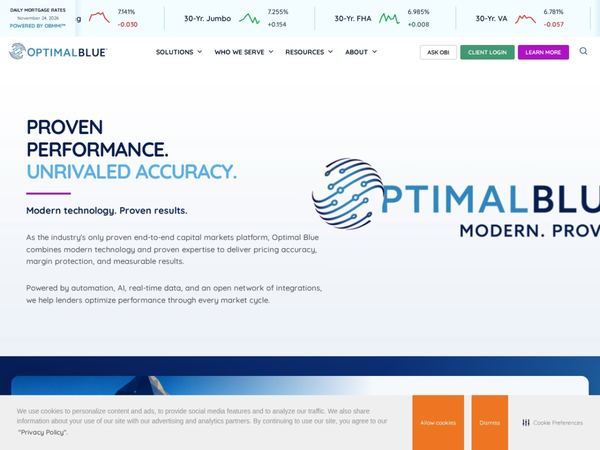 DAILY MORTGAGE RATES
November 24, 2026
POWERED BY OBMMI™
7.141%
-0.030
30-Yr. Jumbo
7.255%
+0.154
30-Yr. FHA
6.985%
+0.008
30-Yr. VA
6.781%
-0.057
OPTIMALBLUE
SOLUTIONS
WHO WE SERVE
RESOURCES
ABOUT
ASK OBI
CLIENT LOGIN
LEARN MORE
PROVEN
PERFORMANCE.
UNRIVALED ACCURACY.
Modern technology. Proven results.
As the industry's only proven end-to-end capital markets platform, Optimal Blue
combines modern technology and proven expertise to deliver pricing accuracy,
margin protection, and measurable results.
Powered by automation, AI, real-time data, and an open network of integrations,
we help lenders optimize performance through every market cycle.
OPTIMALBLU
MODERN. PROV
We use cookies to personalize content and ads, to provide social media features and to analyze our traffic. We also share
information about your use of our site with our advertising and analytics partners. By continuing to use our site, you agree to our
"Privacy Policy".
Allow cookies
Dismiss
Cookie Preferences